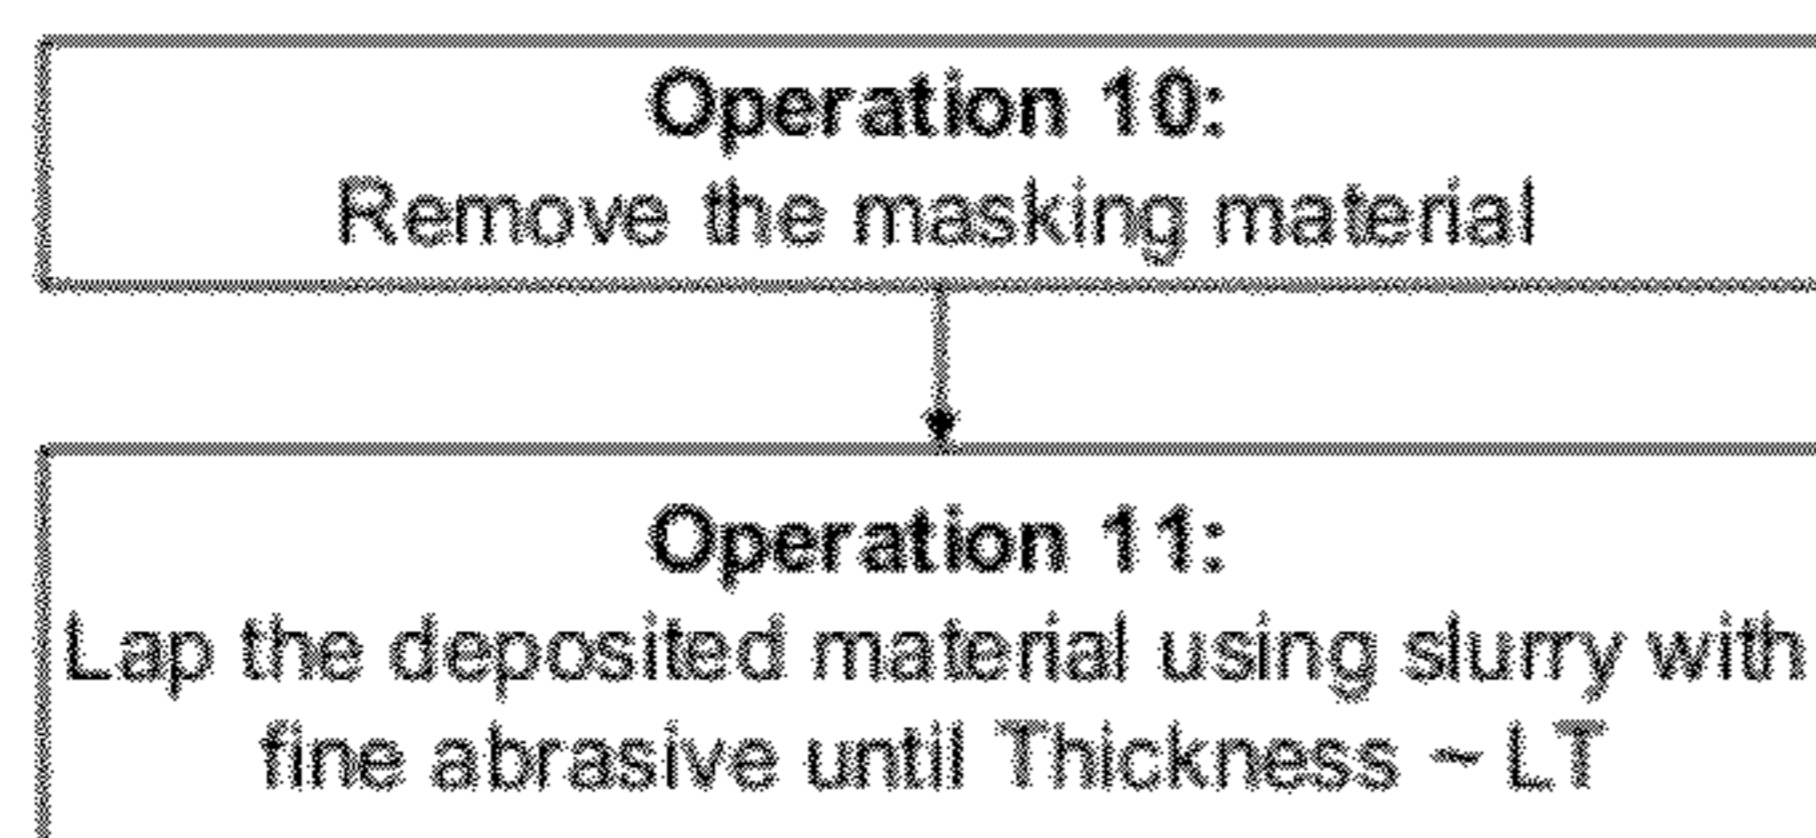 Operation 10:
Remove the masking material
Operation 11:
Lap the deposited material using slurry with
fine abrasive until Thickness ~ LT